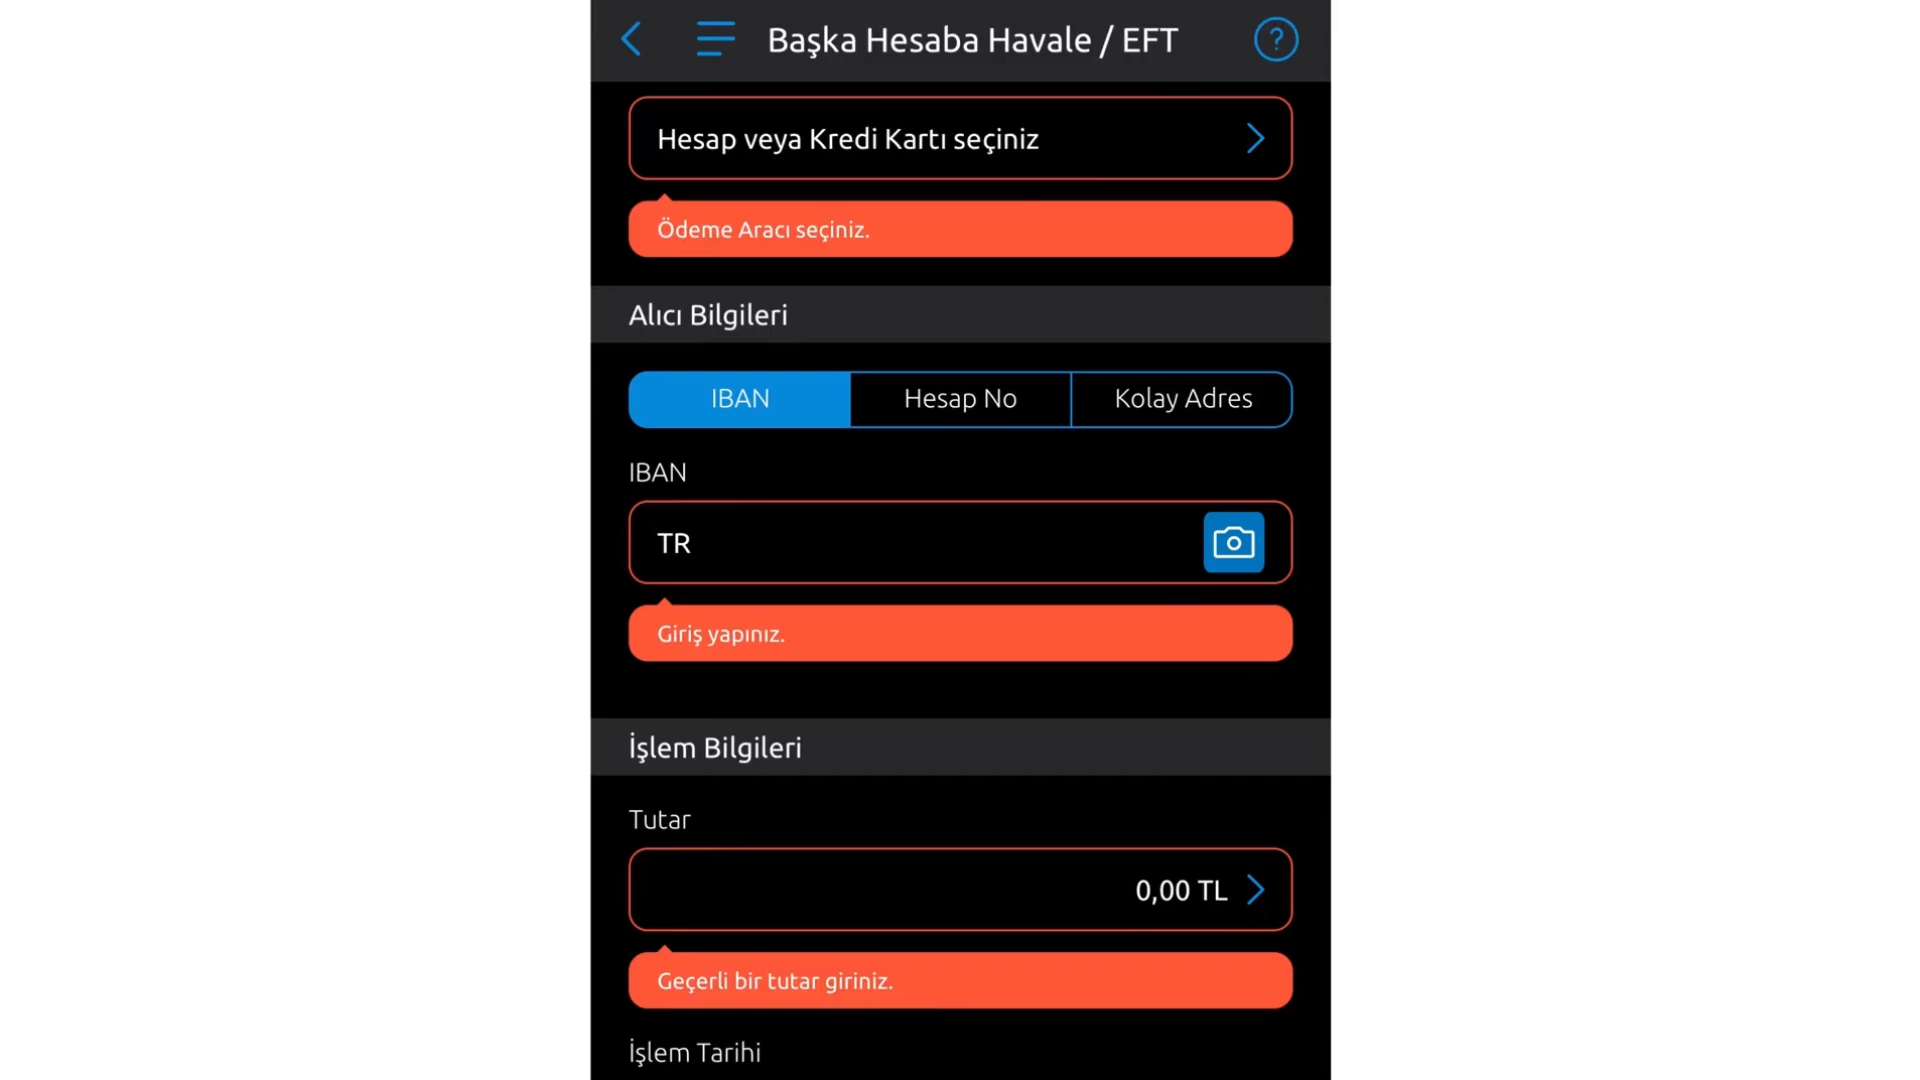 Başka Hesaba Havale / EFT
?
Hesap veya Kredi Kartı seçiniz
Ödeme Aracı seçiniz.
Alıcı Bilgileri
IBAN Hesap No Kolay Adres
IBAN
TR
Giriş yapınız.
İşlem Bilgileri
Tutar
0,00 TL
Geçerli bir tutar giriniz.
İşlem Tarihi